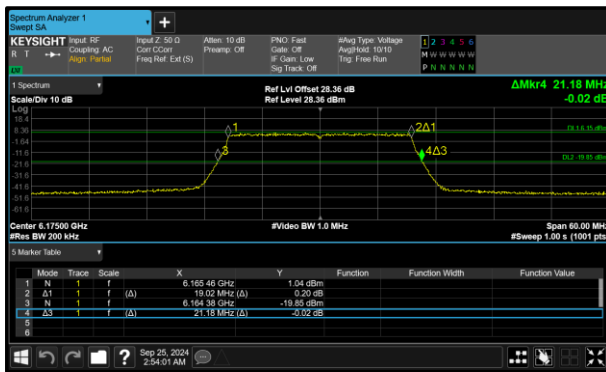 Spectrum Analyzer 1
Swept SA
+
KEYSIGHT Input: RF Input Z: 50 Ω Atten: 10 dB PNO: Fast #Avg Type: Voltage 1 2 3 4 5 6
R T Coupling: AC Corr CCorr Preamp: Off Gate: Off Avg|Hold: 10/10 M W W W W W
Align: Partial Freq Ref: Ext (S) IF Gain: Low Trig: Free Run P N N N N N
Sig Track: Off
1 Spectrum Ref Lvl Offset 28.36 dB ΔMkr4 21.18 MHz
Scale/Div 10 dB Ref Level 28.36 dBm -0.02 dB
Log
18.4
8.36 1 2Δ1 DL1 6.15 dBm
-1.64
-11.6 3 4Δ3
-21.6 DL2 -19.85 dBm
-31.6
-41.6
-51.6
-61.6
Center 6.17500 GHz #Video BW 1.0 MHz Span 60.00 MHz
#Res BW 200 kHz #Sweep 1.00 s (1001 pts)
5 Marker Table
Mode Trace Scale X Y Function Function Width Function Value
1 N 1 f 6.165 46 GHz 1.04 dBm
2 Δ1 1 f (Δ) 19.02 MHz (Δ) 0.20 dB
3 N 1 f 6.164 38 GHz -19.85 dBm
4 Δ3 1 f (Δ) 21.18 MHz (Δ) -0.02 dB
5
6
? Sep 25, 2024
2:54:01 AM